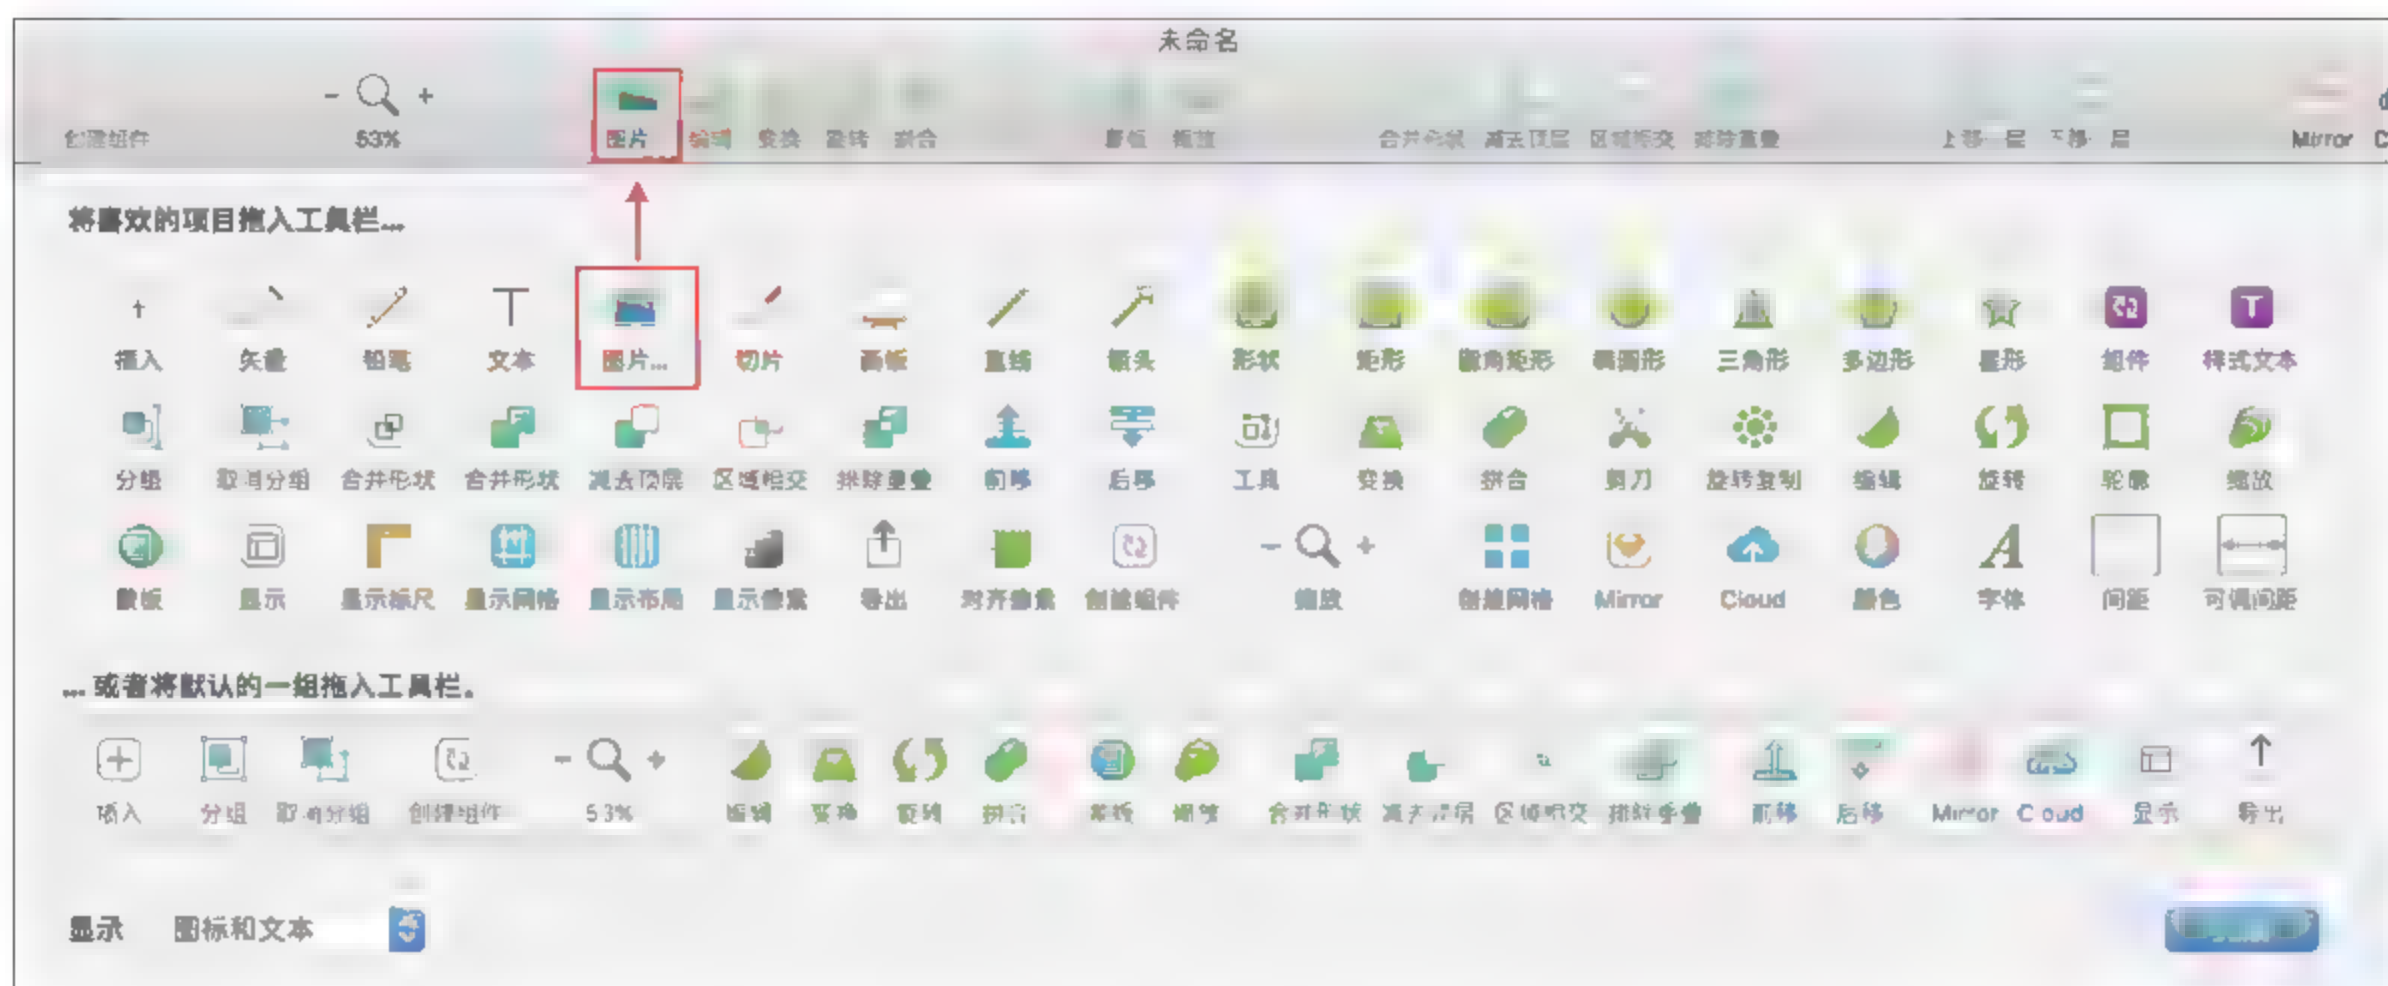 未命名
- + 
53%
创建组件 图片 编辑 变换 旋转 拼合 蒙版 缩放 合并形状 减去顶层 区域相交 排除重叠 上移一层 下移一层 Mirror
将喜欢的项目拖入工具栏...
插入 矢量 铅笔 文本 图片... 切片 画板 直线 箭头 形状 矩形 圆角矩形 椭圆形 三角形 多边形 星形 组件 样式文本
分组 取消分组 合并形状 合并形状 减去顶层 区域相交 排除重叠 前移 后移 工具 变换 拼合 剪刀 旋转复制 编辑 旋转 轮廓 缩放
蒙版 显示 显示标尺 显示网格 显示布局 显示像素 导出 对齐像素 创建组件 缩放 创建网格 Mirror Cloud 颜色 字体 间距 可调间距
... 或者将默认的一组拖入工具栏。
插入 分组 取消分组 创建组件 53% 编辑 变换 旋转 拼合 蒙版 缩放 合并形状 减去顶层 区域相交 排除重叠 前移 后移 Mirror Cloud 显示 导出
显示 图标和文本